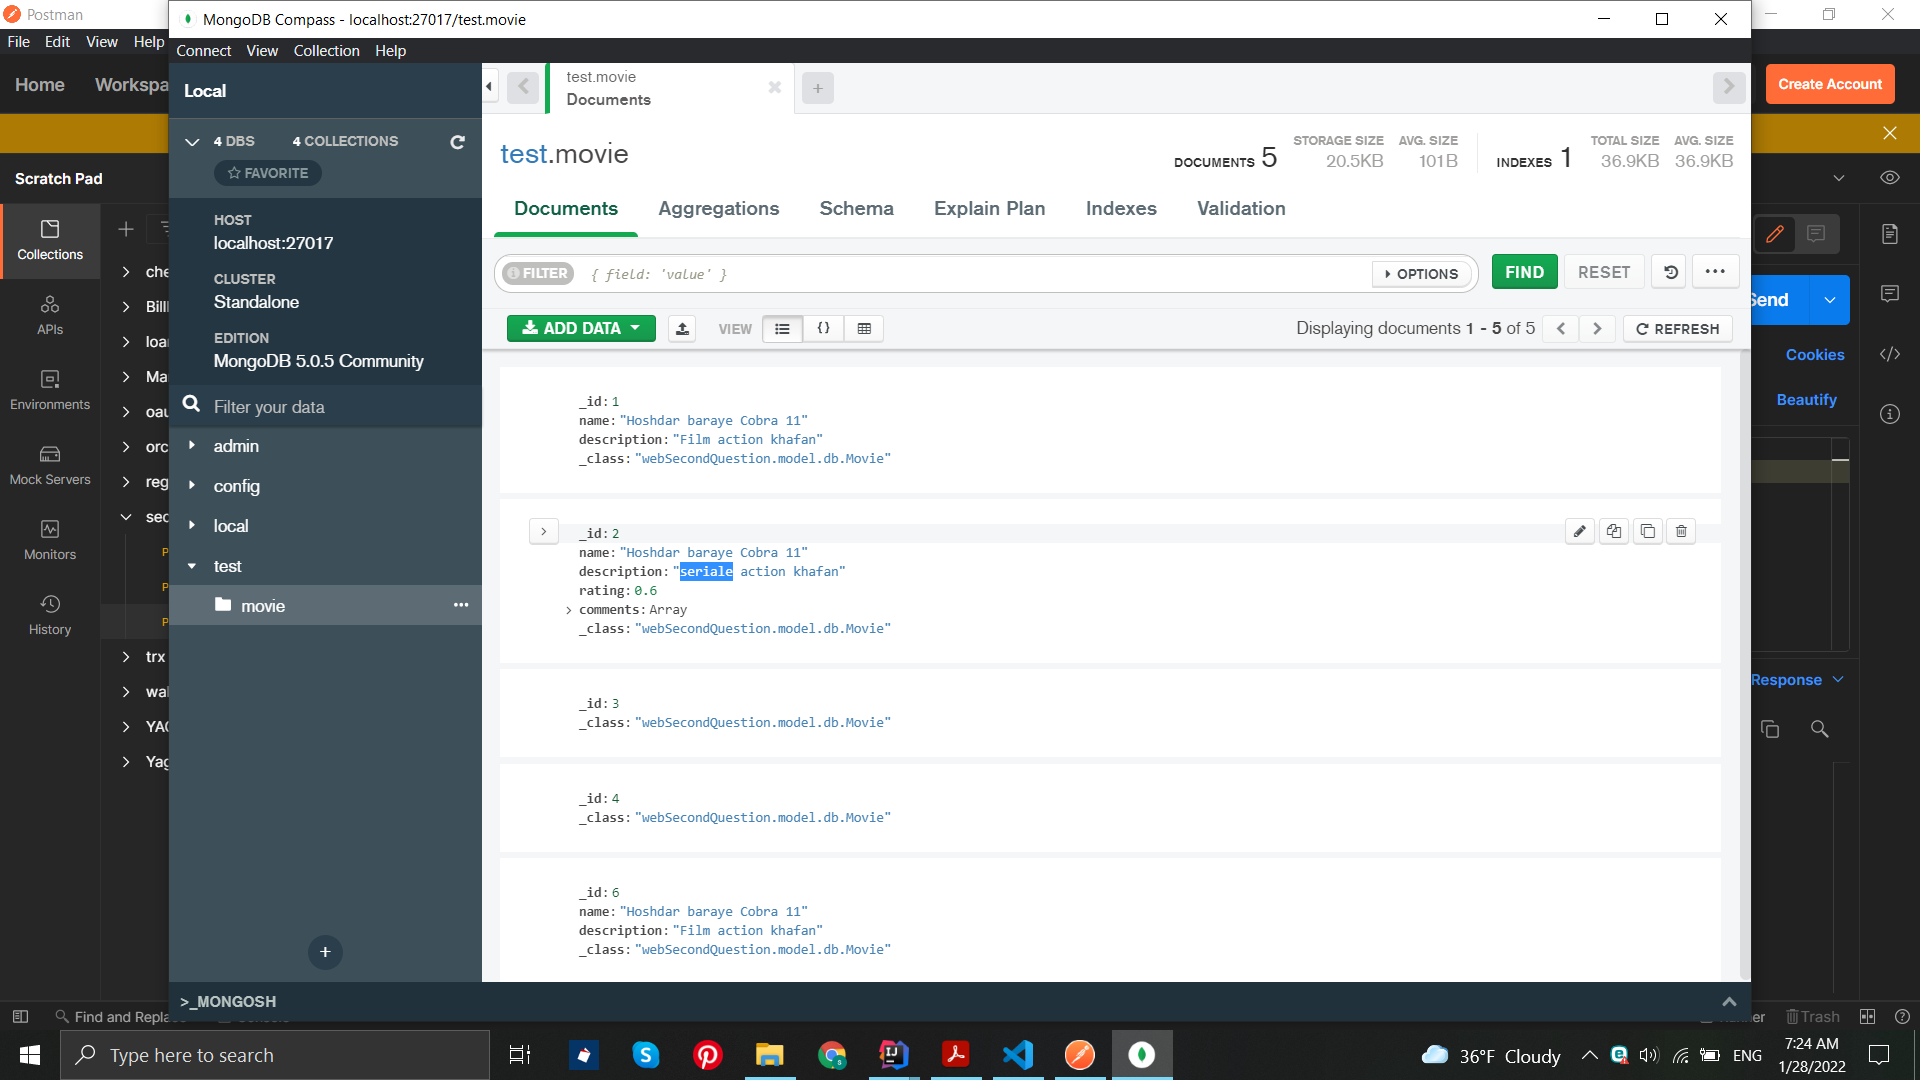 Postman
MongoDB Compass - localhost:27017/test.movie
File Edit View Help
Connect View Collection Help
Home Workspa
Local
test.movie
Documents
Create Account
4 DBS 4 COLLECTIONS
FAVORITE
test.movie
DOCUMENTS 5
STORAGE SIZE 20.5KB
AVG. SIZE 101B
INDEXES 1
TOTAL SIZE 36.9KB
AVG. SIZE 36.9KB
Scratch Pad
Documents Aggregations Schema Explain Plan Indexes Validation
HOST
localhost:27017
CLUSTER
Standalone
EDITION
MongoDB 5.0.5 Community
FILTER { field: 'value' } OPTIONS FIND RESET
ADD DATA VIEW {} Displaying documents 1 - 5 of 5 REFRESH
Filter your data
admin
config
local
test
movie
Collections
APIs
Environments
Mock Servers
Monitors
History
che
Bill
loa
Ma
oau
orc
reg
sec
P
P
P
trx
wal
YA
Yag
_id: 1
name: "Hoshdar baraye Cobra 11"
description: "Film action khafan"
_class: "webSecondQuestion.model.db.Movie"
_id: 2
name: "Hoshdar baraye Cobra 11"
description: "seriale action khafan"
rating: 0.6
comments: Array
_class: "webSecondQuestion.model.db.Movie"
_id: 3
_class: "webSecondQuestion.model.db.Movie"
_id: 4
_class: "webSecondQuestion.model.db.Movie"
_id: 6
name: "Hoshdar baraye Cobra 11"
description: "Film action khafan"
_class: "webSecondQuestion.model.db.Movie"
Send
Cookies
Beautify
Response
>_MONGOSH
Find and Repla
Trash
Type here to search
36°F Cloudy
ENG
7:24 AM
1/28/2022